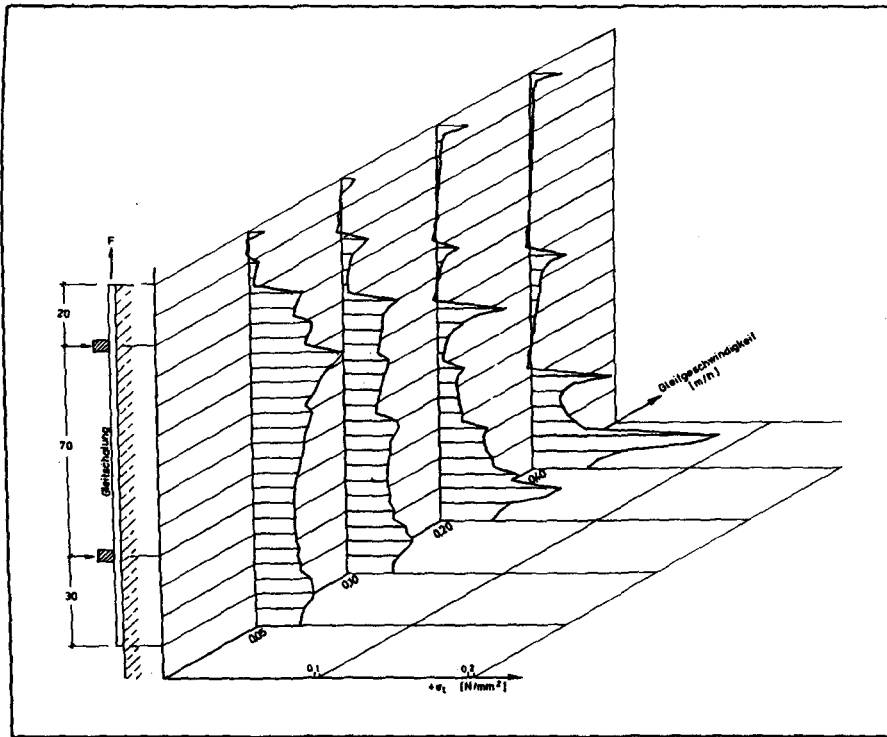 F
20
70
30
Gleitschalung
Gleitgeschwindigkeit
[m/h]
0,40
0,20
0,10
0,05
0,1
0,2
+σt [N/mm²]